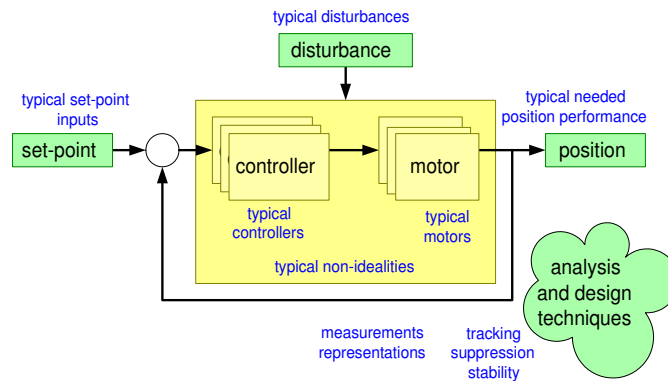 typical disturbances
disturbance
typical set-point
inputs
typical needed
position performance
set-point
controller
motor
position
typical
controllers
typical
motors
typical non-idealities
analysis
and design
techniques
measurements
representations
tracking
suppression
stability